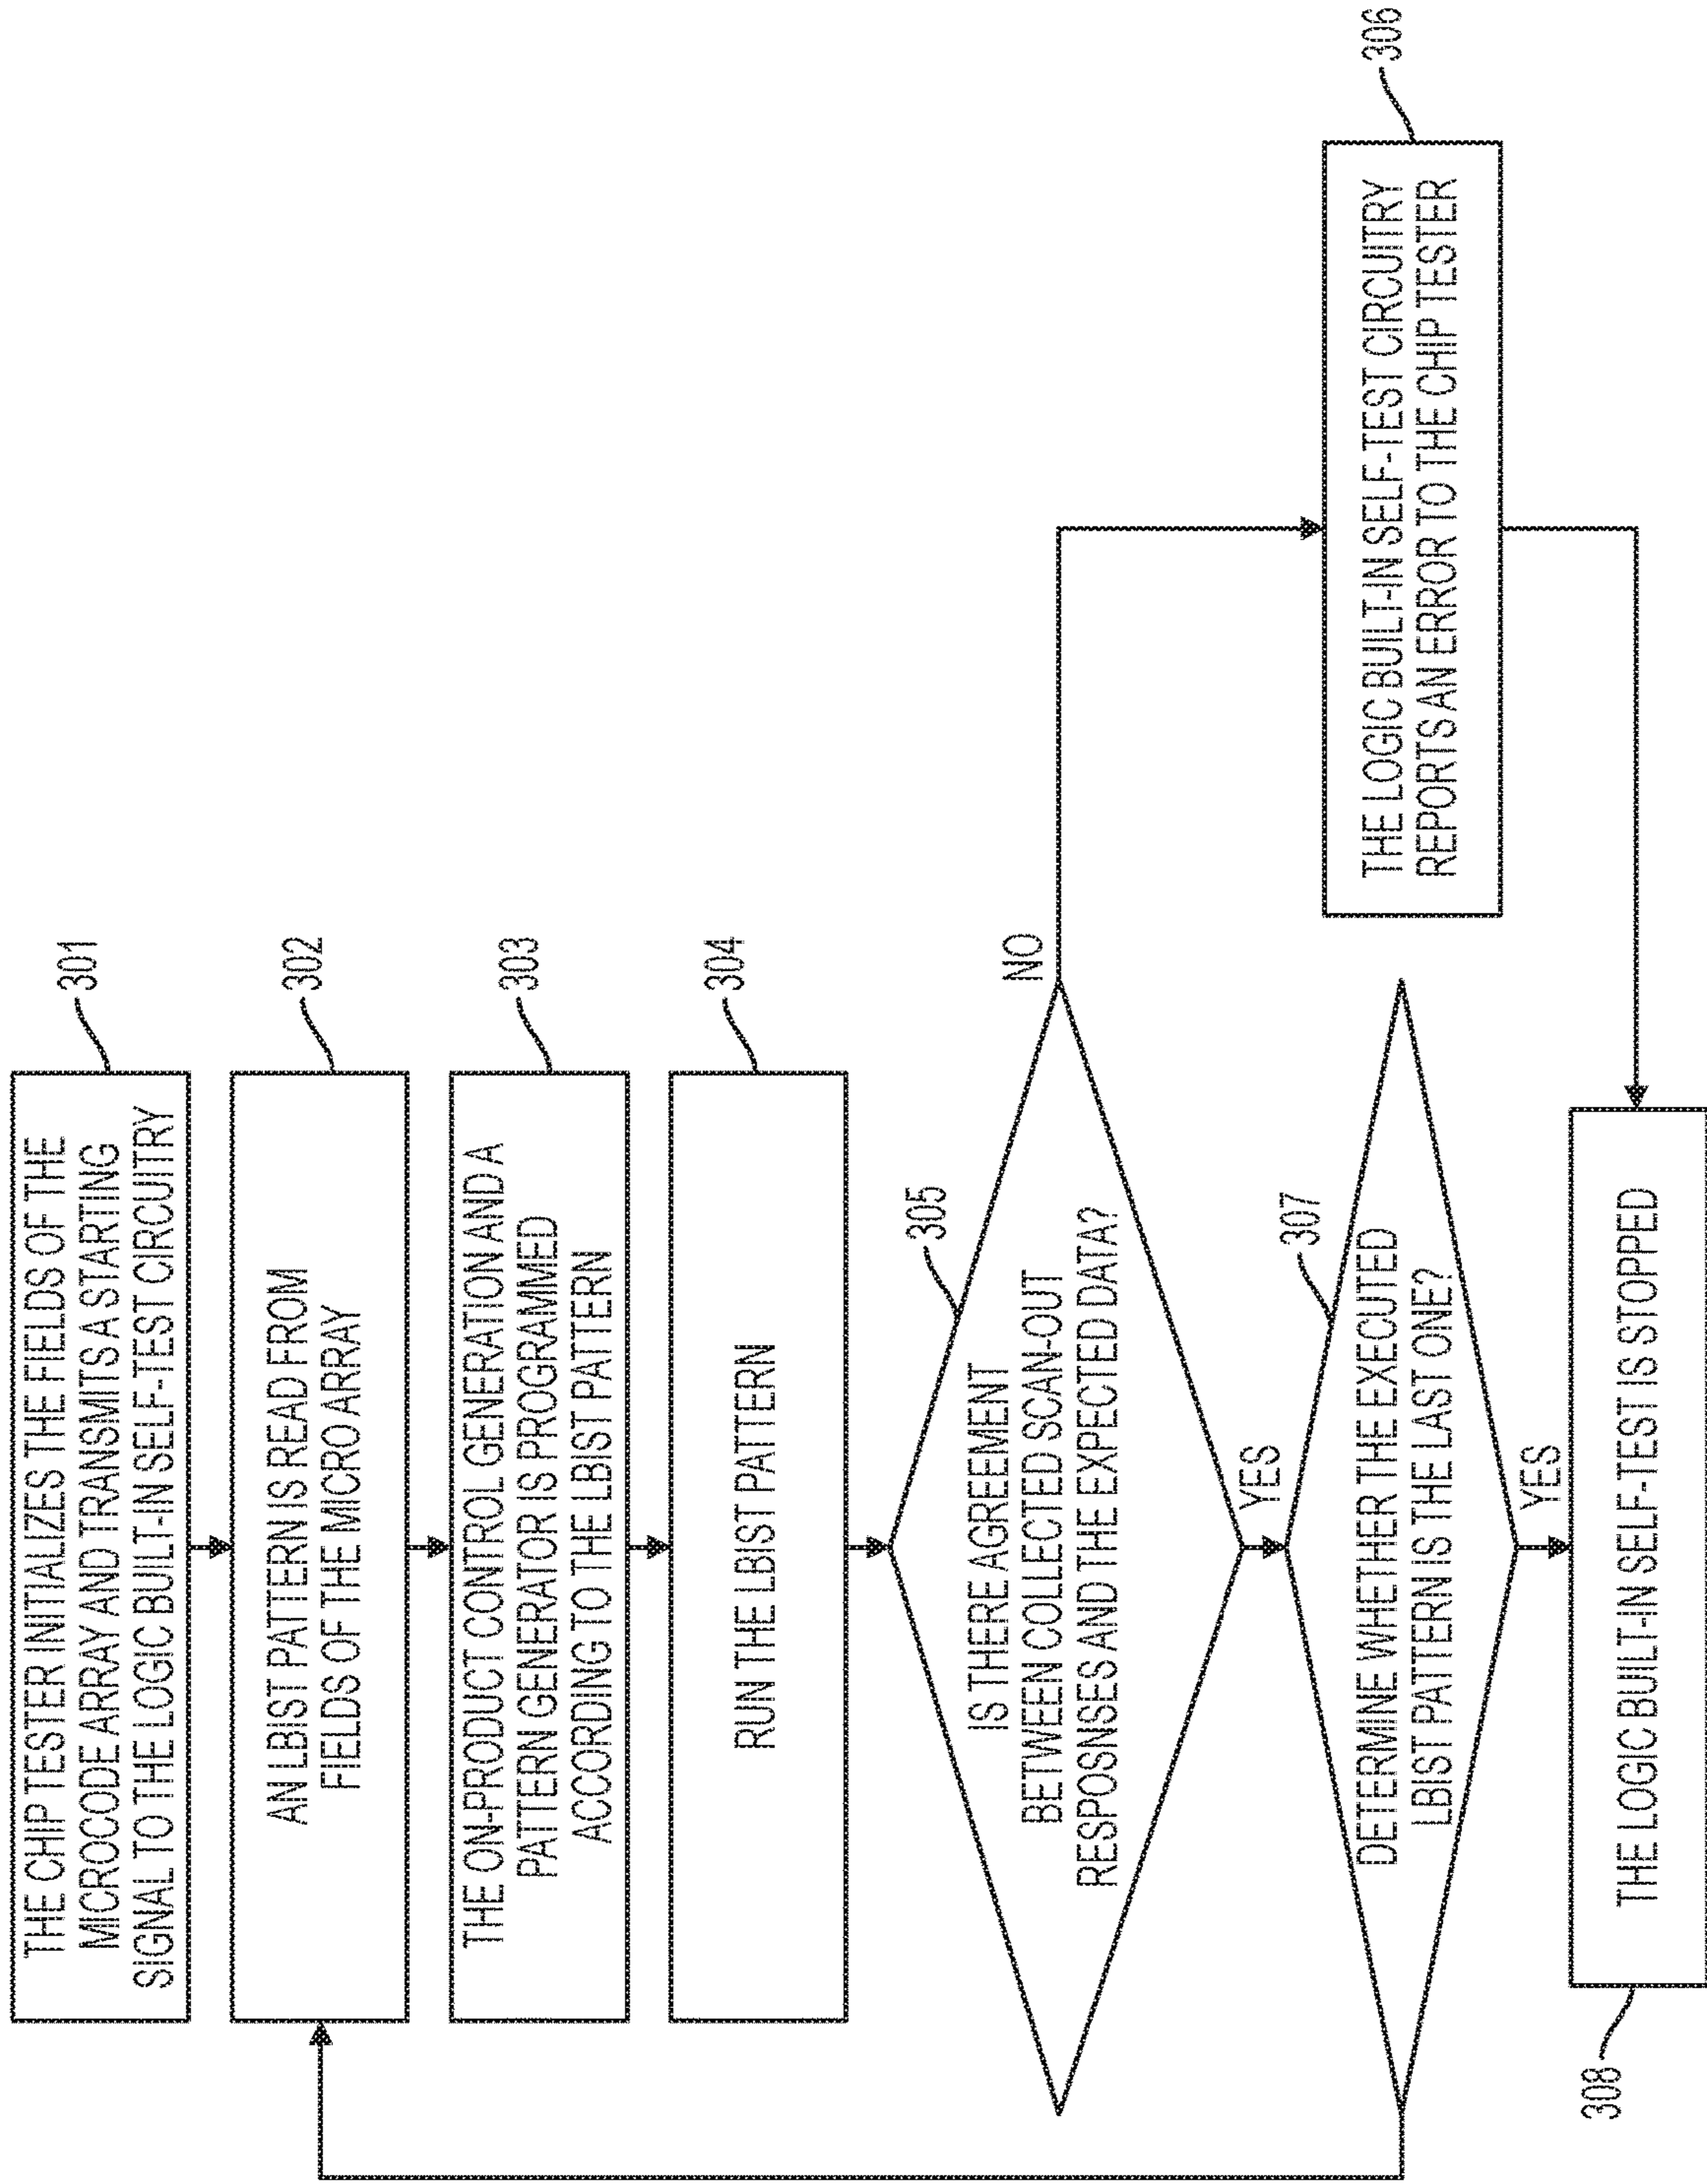 THE CHIP TESTER INITIALIZES THE FIELDS OF THE
MICROCODE ARRAY AND TRANSMITS A STARTING
SIGNAL TO THE LOGIC BUILT-IN SELF-TEST CIRCUITRY
301
AN LBIST PATTERN IS READ FROM
FIELDS OF THE MICRO ARRAY
302
THE ON-PRODUCT CONTROL GENERATION AND A
PATTERN GENERATOR IS PROGRAMMED
ACCORDING TO THE LBIST PATTERN
303
RUN THE LBIST PATTERN
304
IS THERE AGREEMENT
BETWEEN COLLECTED SCAN-OUT
RESPOSNSES AND THE EXPECTED DATA?
305
NO
YES
THE LOGIC BUILT-IN SELF-TEST CIRCUITRY
REPORTS AN ERROR TO THE CHIP TESTER
306
DETERMINE WHETHER THE EXECUTED
LBIST PATTERN IS THE LAST ONE?
307
YES
THE LOGIC BUILT-IN SELF-TEST IS STOPPED
308